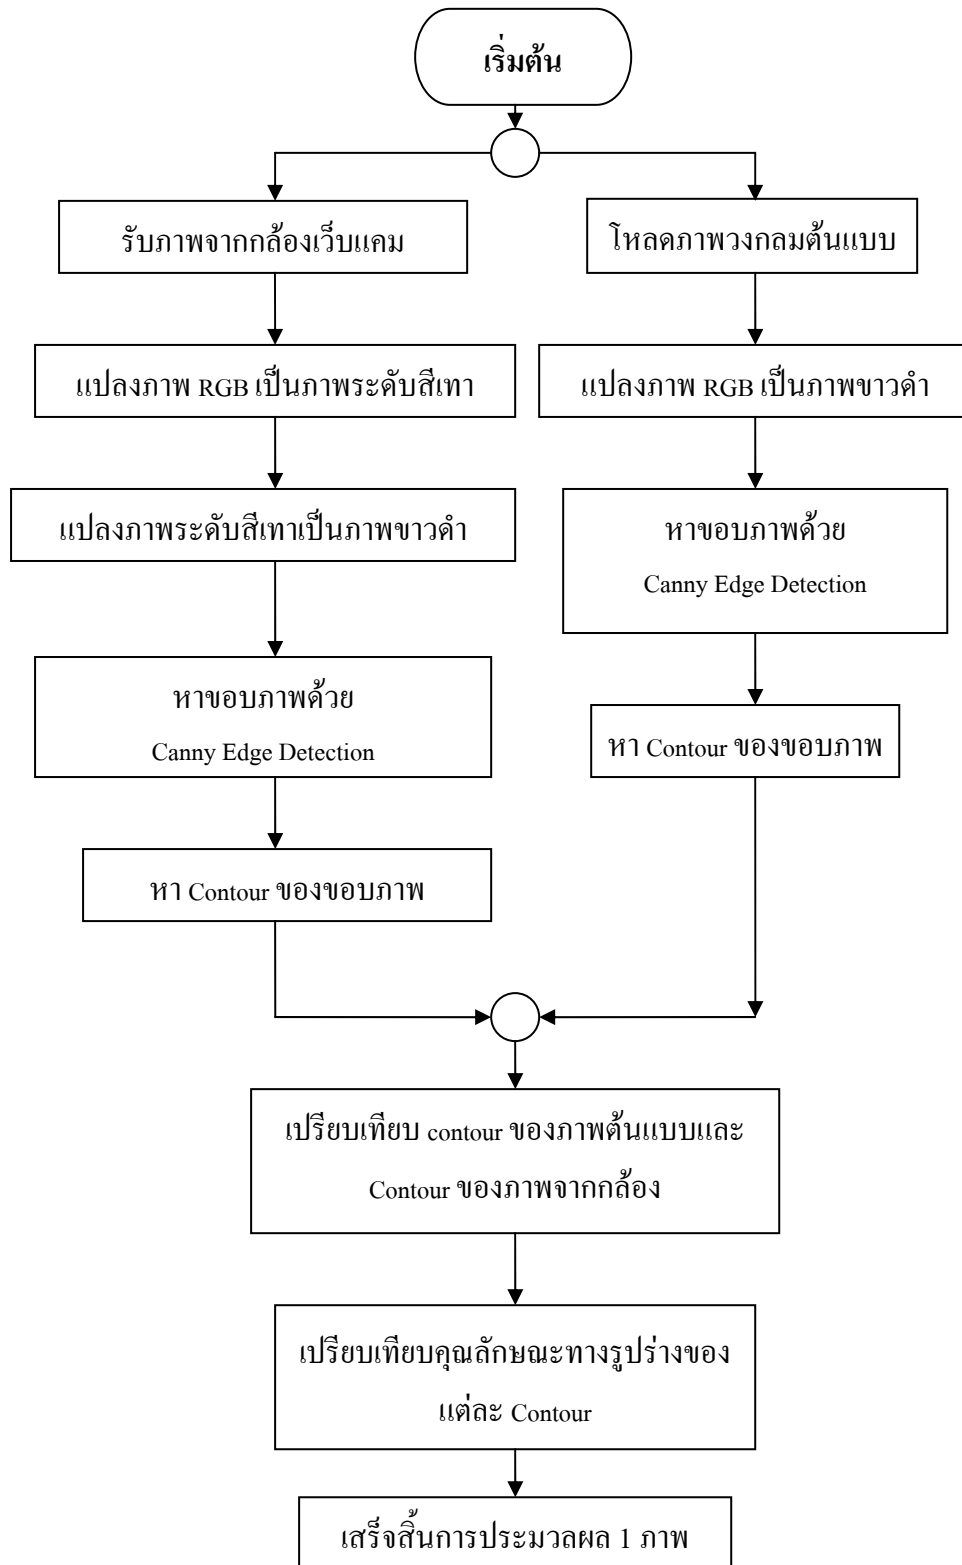 เริ่มต้น
รับภาพจากกล้องเว็บแคม
แปลงภาพ RGB เป็นภาพระดับสีเทา
แปลงภาพระดับสีเทาเป็นภาพขาวดำ
หาขอบภาพด้วย
Canny Edge Detection
หา Contour ของขอบภาพ
โหลดภาพวงกลมต้นแบบ
แปลงภาพ RGB เป็นภาพขาวดำ
หาขอบภาพด้วย
Canny Edge Detection
หา Contour ของขอบภาพ
เปรียบเทียบ contour ของภาพต้นแบบและ
Contour ของภาพจากกล้อง
เปรียบเทียบคุณลักษณะทางรูปร่างของ
แต่ละ Contour
เสร็จสิ้นการประมวลผล 1 ภาพ